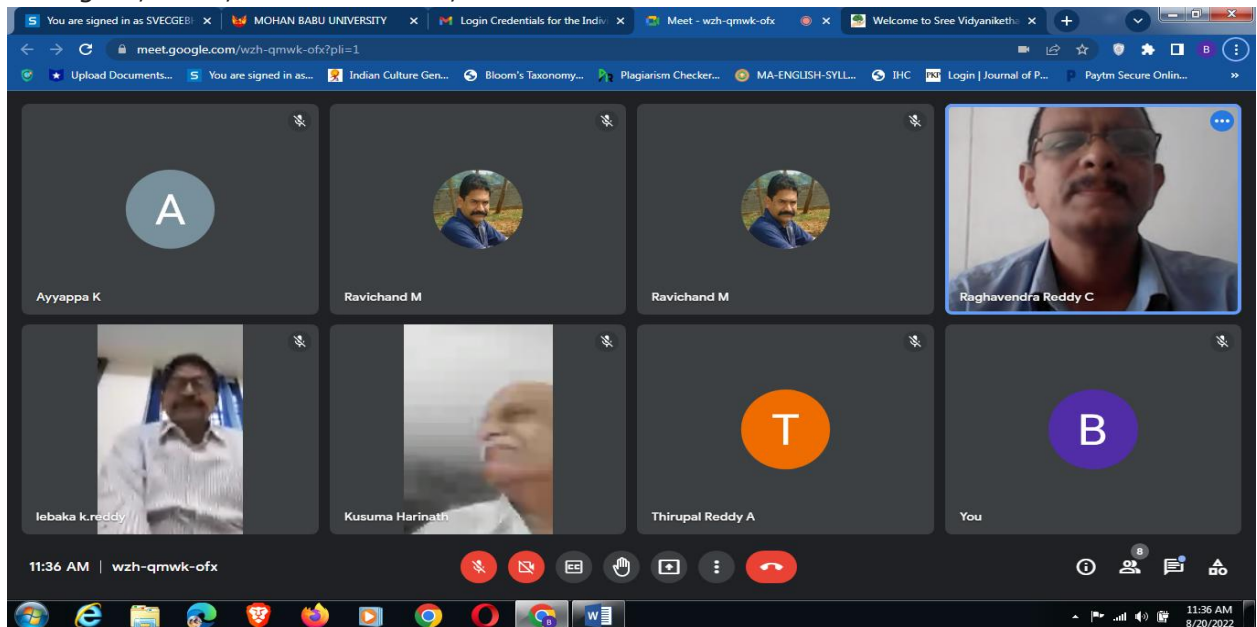 You are signed in as SVECGEB
MOHAN BABU UNIVERSITY
Login Credentials for the Indivi
Meet - wzh-qmwk-ofx
Welcome to Sree Vidyanikethan
meet.google.com/wzh-qmwk-ofx?pli=1
B
Upload Documents...
You are signed in as...
Indian Culture Gen...
Bloom's Taxonomy...
Plagiarism Checker...
MA-ENGLISH-SYLL...
IHC
PKP Login | Journal of P...
Paytm Secure Onlin...
»
A
Ayyappa K
Ravichand M
Ravichand M
Raghavendra Reddy C
lebaka k.reddy
Kusuma Harinath
T
Thirupal Reddy A
B
You
11:36 AM | wzh-qmwk-ofx
CC
8
11:36 AM
8/20/2022